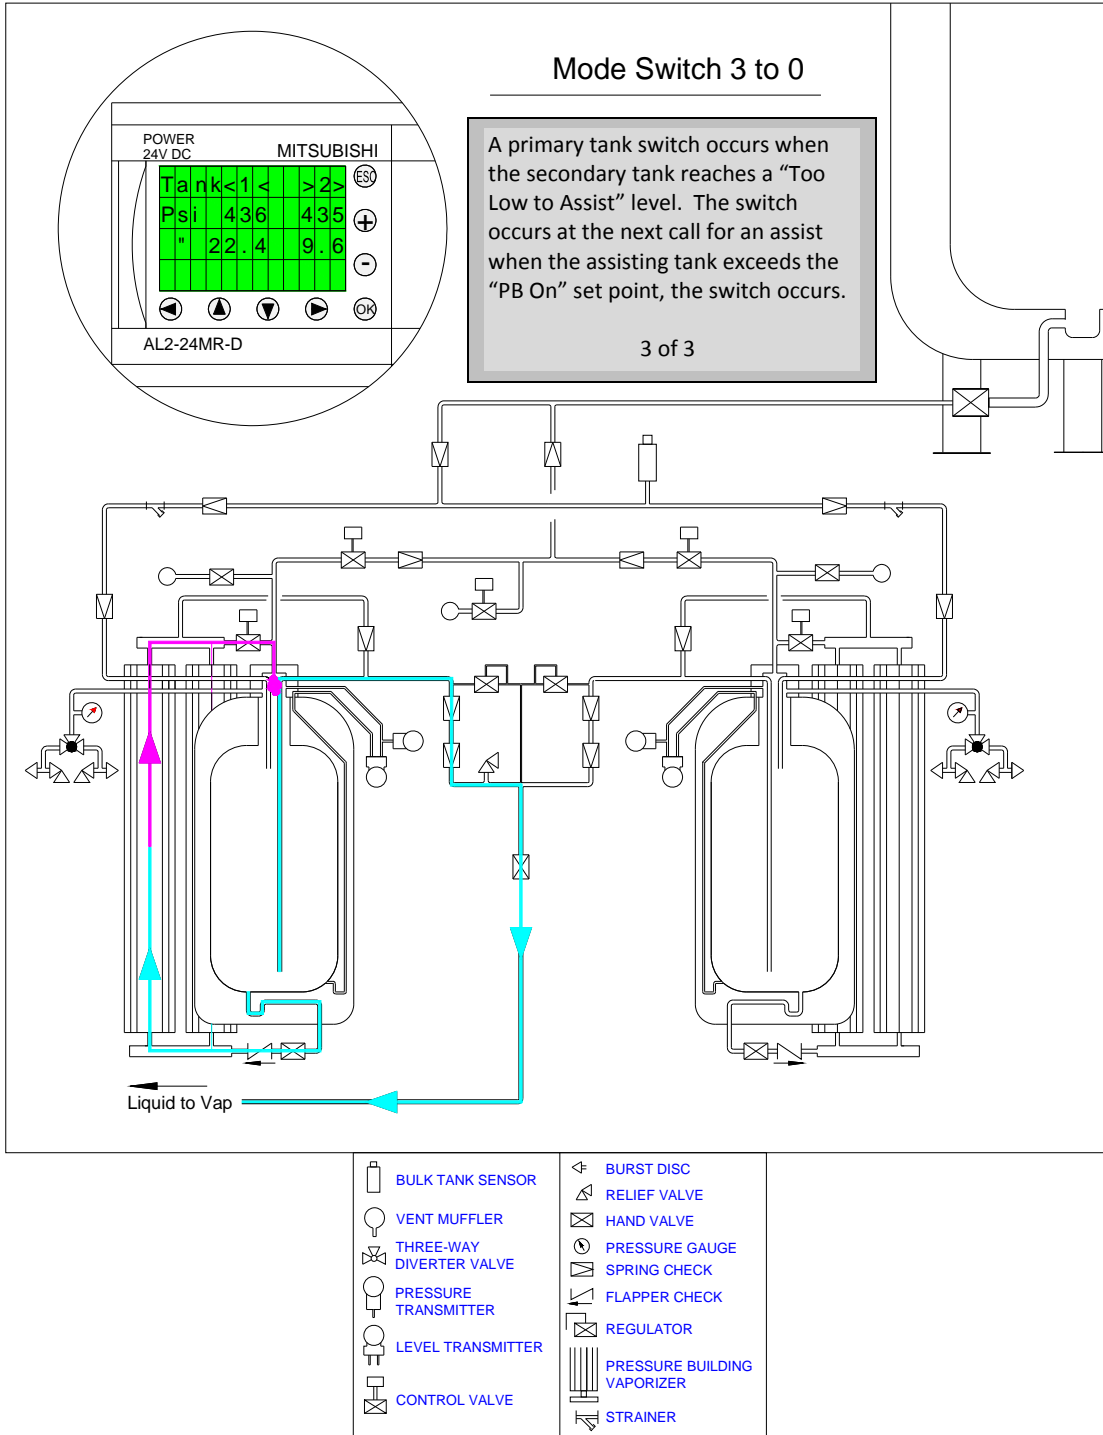 Mode Switch 3 to 0
POWER
24V DC
MITSUBISHI
ESC
Tank<1< >2>
Psi 436 435
" 22.4 9.6
+
-
OK
AL2-24MR-D
A primary tank switch occurs when
the secondary tank reaches a “Too
Low to Assist” level. The switch
occurs at the next call for an assist
when the assisting tank exceeds the
“PB On” set point, the switch occurs.
3 of 3
Liquid to Vap
BULK TANK SENSOR
VENT MUFFLER
THREE-WAY
DIVERTER VALVE
PRESSURE
TRANSMITTER
LEVEL TRANSMITTER
CONTROL VALVE
BURST DISC
RELIEF VALVE
HAND VALVE
PRESSURE GAUGE
SPRING CHECK
FLAPPER CHECK
REGULATOR
PRESSURE BUILDING
VAPORIZER
STRAINER